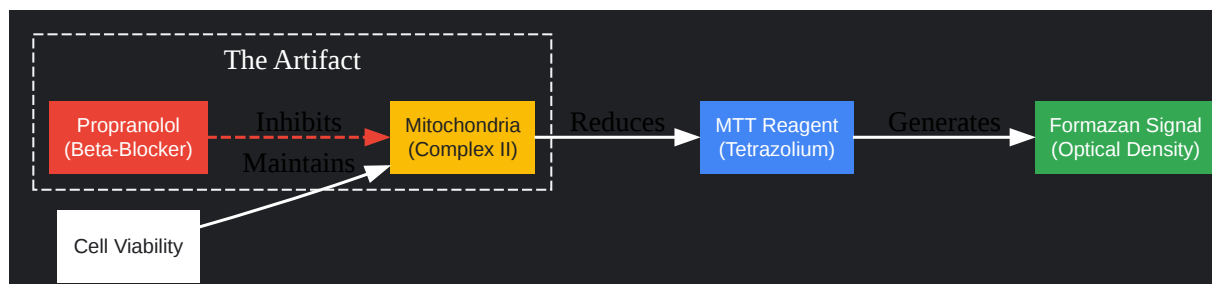 The Artifact
Propranolol
(Beta-Blocker)
Inhibits
Maintains
Mitochondria
(Complex II)
Reduces
MTT Reagent
(Tetrazolium)
Generates
Formazan Signal
(Optical Density)
Cell Viability